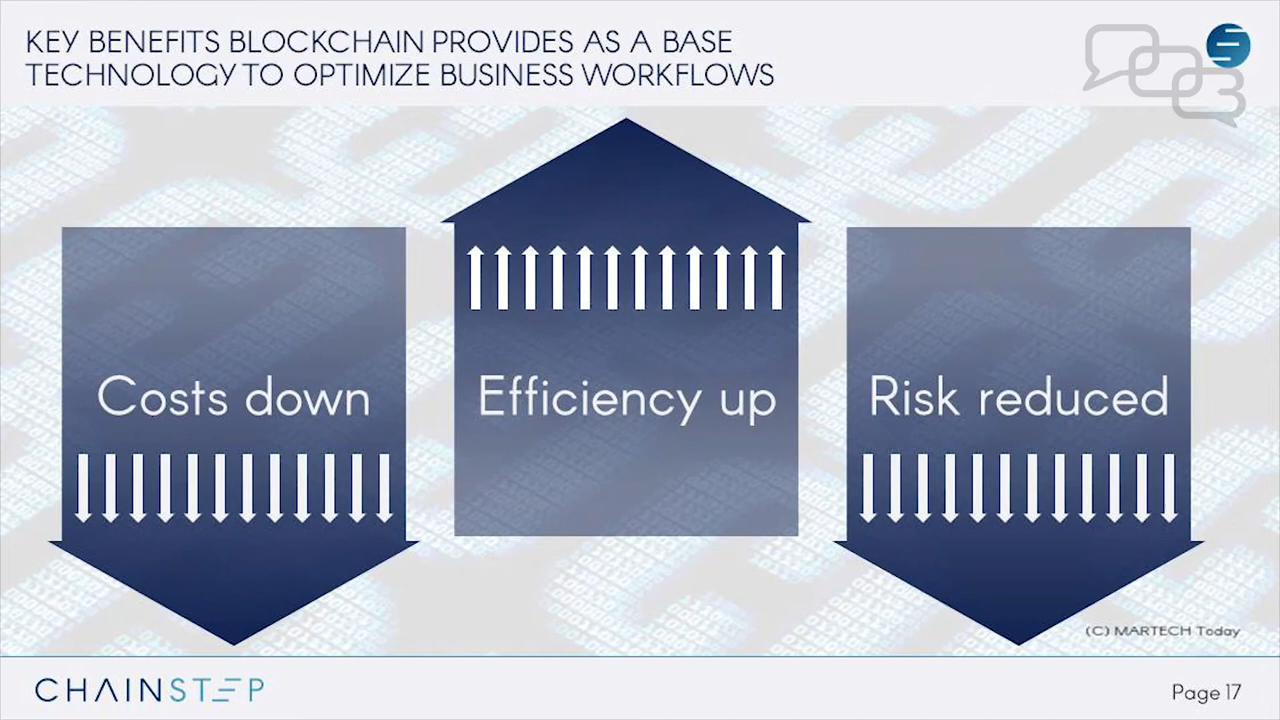 KEY BENEFITS BLOCKCHAIN PROVIDES AS A BASE
TECHNOLOGY TO OPTIMIZE BUSINESS WORKFLOWS
Costs down
Efficiency up
Risk reduced
(C) MARTECH Today
CHAINSTEP
Page 17